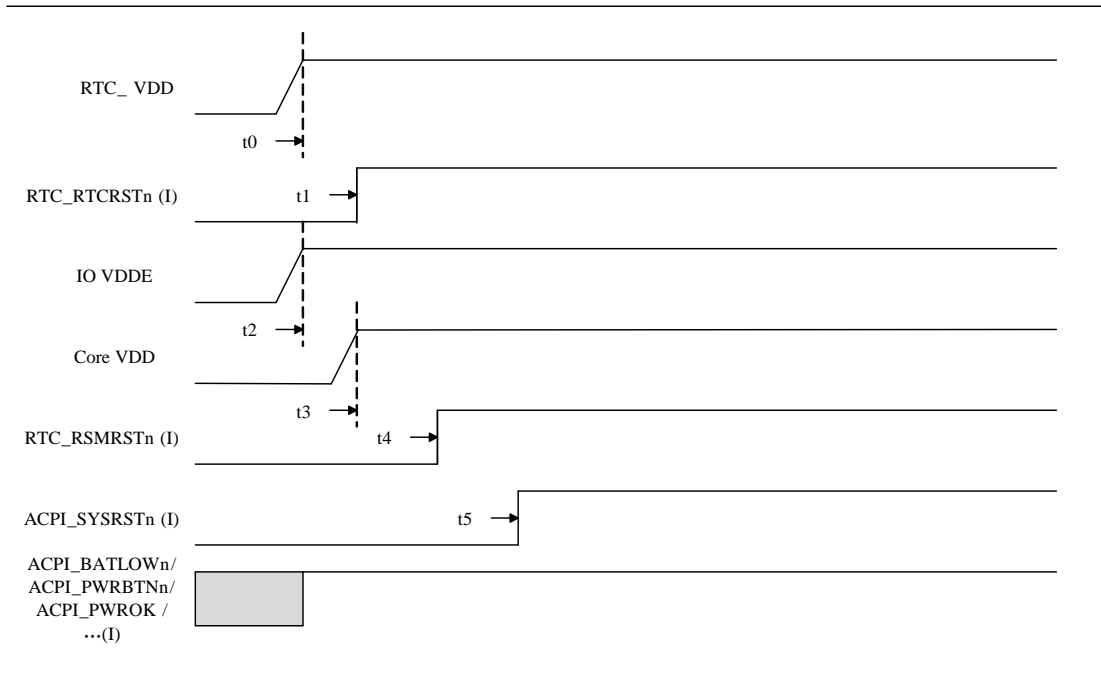 RTC_ VDD
t0
RTC_RTCRSTn (I)
t1
IO VDDE
t2
Core VDD
t3
RTC_RSMRSTn (I)
t4
ACPI_SYSRSTn (I)
t5
ACPI_BATLOWn/
ACPI_PWRBTNn/
ACPI_PWROK /
…(I)